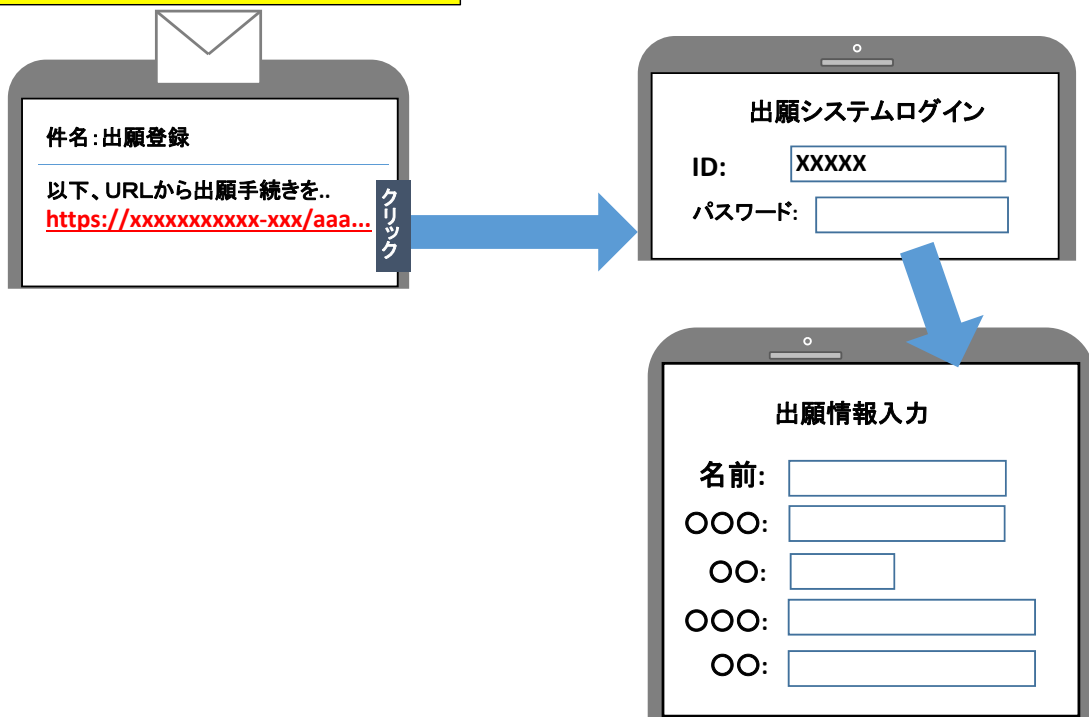 件名：出願登録
以下、URLから出願手続きを..
https://xxxxxxxxxxx-xxx/aaa...
クリック
出願システムログイン
ID:
XXXXX
パスワード:
出願情報入力
名前:
〇〇〇:
〇〇:
〇〇〇:
〇〇: